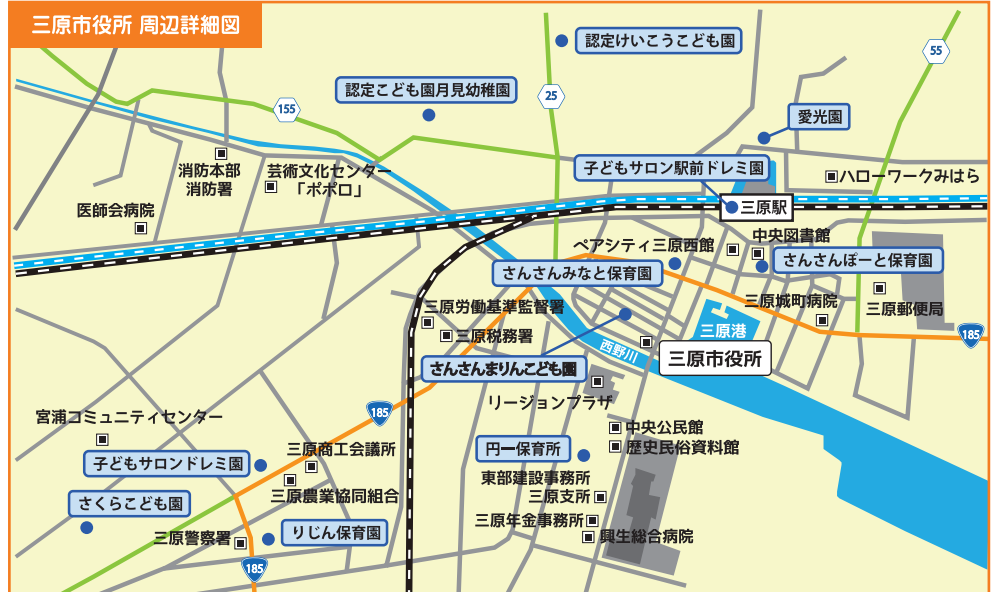 三原市役所 周辺詳細図
認定けいこうこども園
55
認定こども園月見幼稚園
25
155
愛光園
消防本部
消防署
芸術文化センター
「ポポロ」
子どもサロン駅前ドレミ園
ハローワークみはら
医師会病院
三原駅
ペアシティ三原西館
中央図書館
さんさんみなと保育園
さんさんぽーと保育園
三原労働基準監督署
三原城町病院
三原郵便局
三原税務署
三原港
185
西野川
三原市役所
さんさんまりんこども園
リージョンプラザ
宮浦コミュニティセンター
185
中央公民館
三原商工会議所
円一保育所
歴史民俗資料館
子どもサロンドレミ園
東部建設事務所
三原支所
三原農業協同組合
さくらこども園
三原年金事務所
三原警察署
りじん保育園
興生総合病院
185